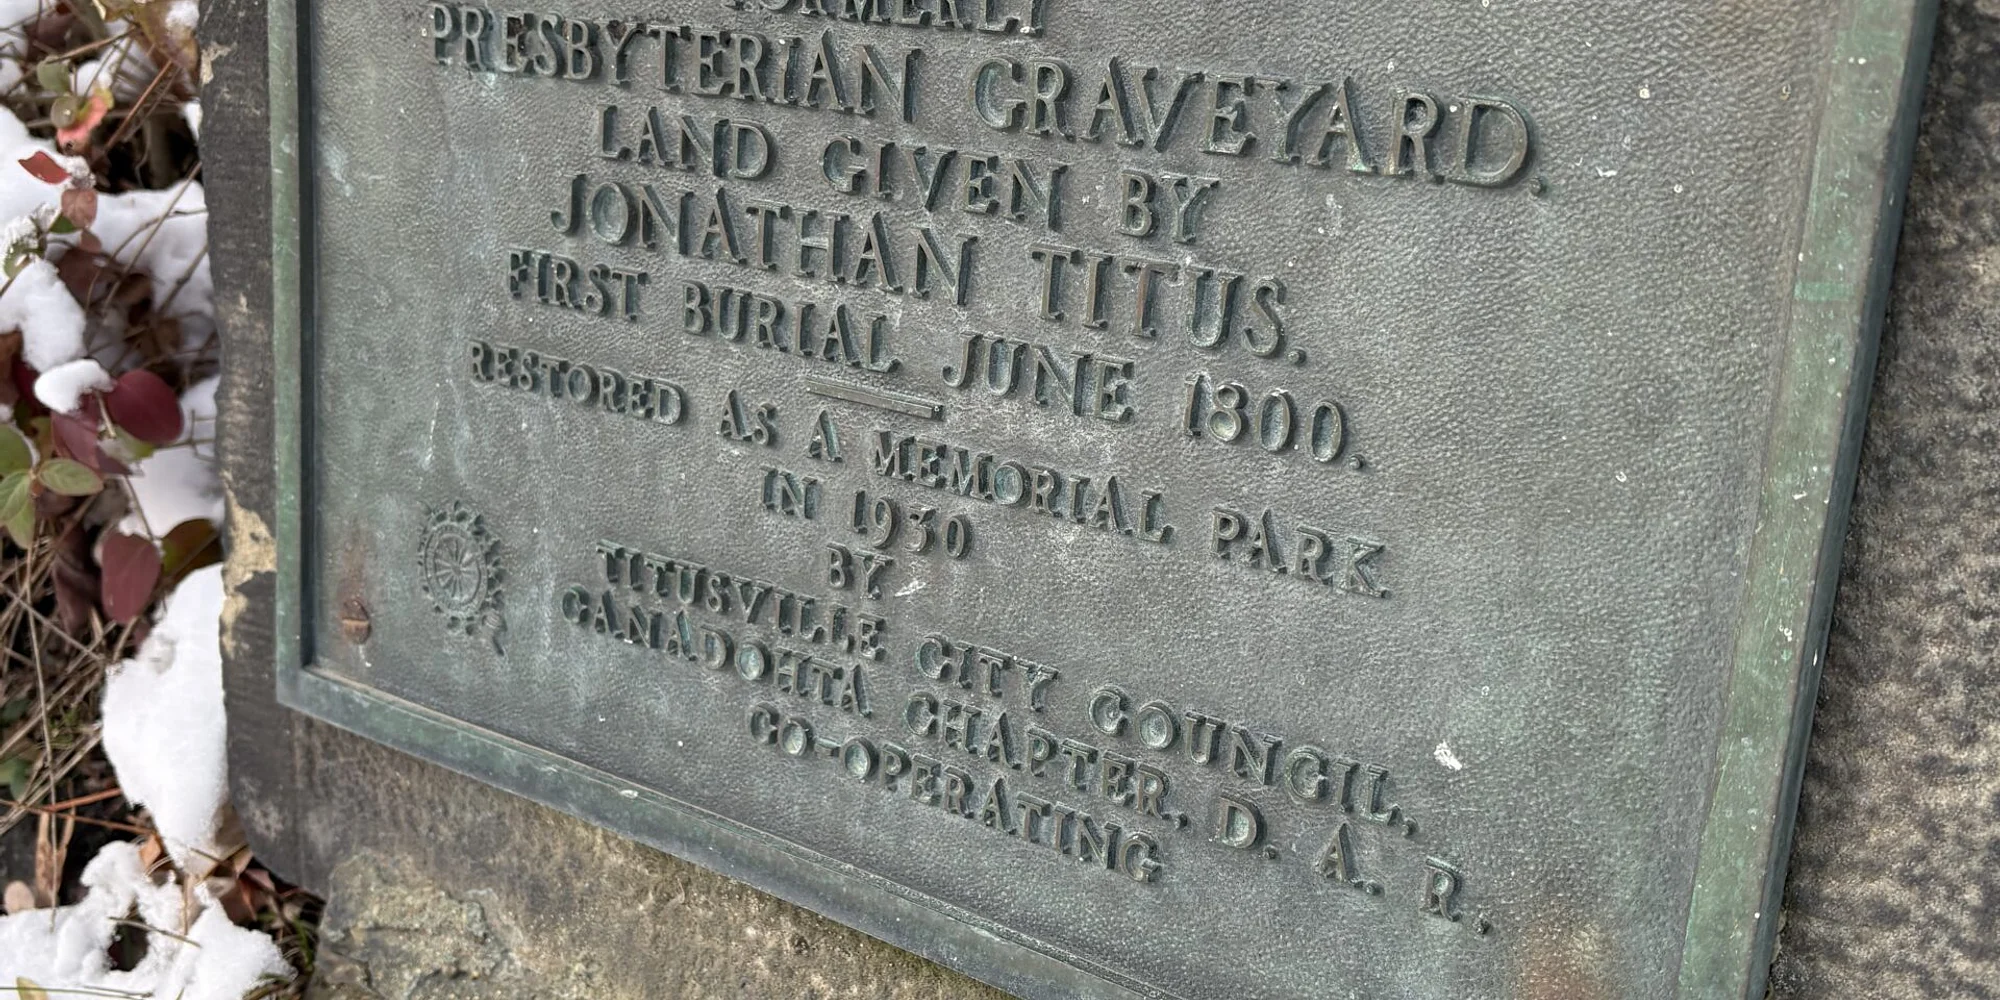 FORMERLY
PRESBYTERIAN GRAVEYARD,
LAND GIVEN BY
JONATHAN TITUS.
FIRST BURIAL JUNE 1800.
RESTORED AS A MEMORIAL PARK
IN 1930
BY
TITUSVILLE CITY COUNCIL,
CANADOHTA CHAPTER, D. A. R.,
CO-OPERATING